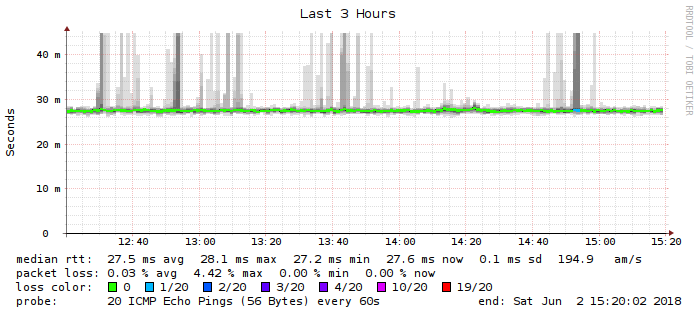 Last 3 Hours
RRDTOOL / TOBI OETIKER
Seconds
40 m
30 m
20 m
10 m
0
12:40 13:00 13:20 13:40 14:00 14:20 14:40 15:00 15:20
median rtt: 27.5 ms avg 28.1 ms max 27.2 ms min 27.6 ms now 0.1 ms sd 194.9 am/s
packet loss: 0.03 % avg 4.42 % max 0.00 % min 0.00 % now
loss color: 0 1/20 2/20 3/20 4/20 10/20 19/20
probe: 20 ICMP Echo Pings (56 Bytes) every 60s end: Sat Jun 2 15:20:02 2018